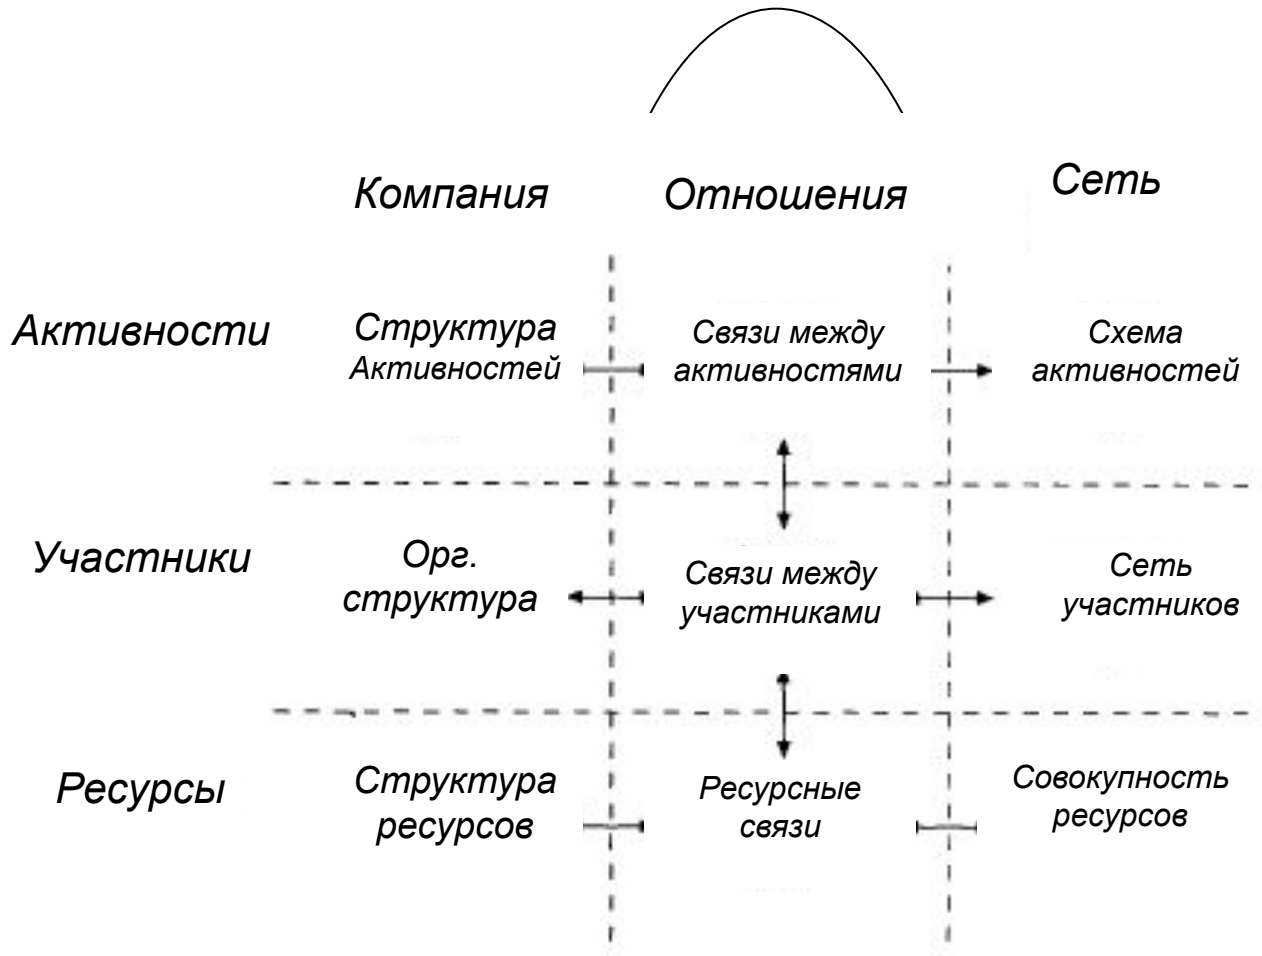 Компания Отношения Сеть
Активности
Структура
Активностей
Связи между
активностями
Схема
активностей
Участники
Орг.
структура
Связи между
участниками
Сеть
участников
Ресурсы
Структура
ресурсов
Ресурсные
связи
Совокупность
ресурсов